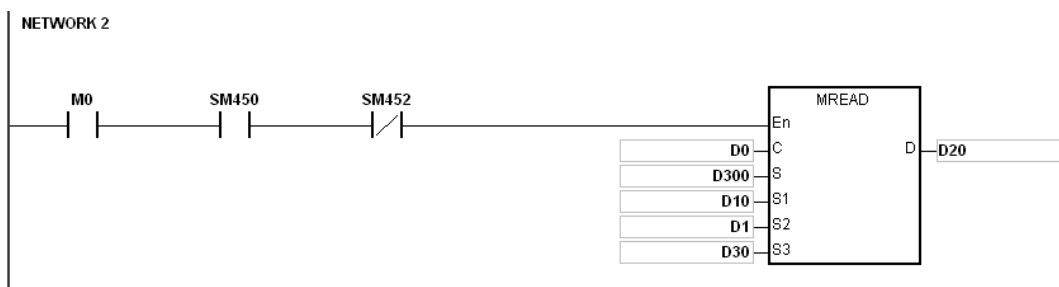 NETWORK 2
M0 SM450 SM452
MREAD
En
D0 C D D20
D300 S
D10 S1
D1 S2
D30 S3